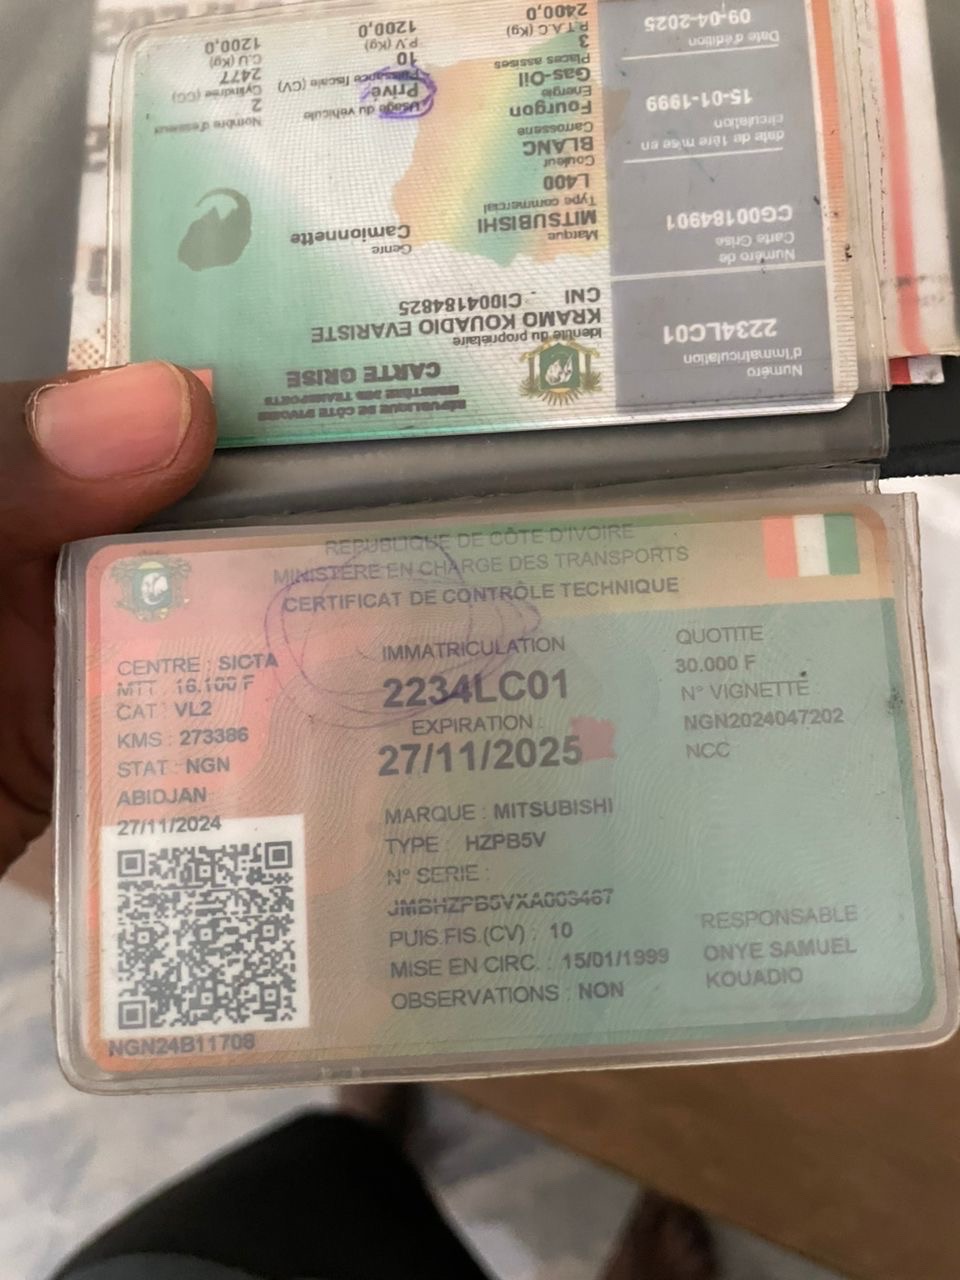 RÉPUBLIQUE DE CÔTE D'IVOIRE
MINISTÈRE DES TRANSPORTS
CARTE GRISE
Identité du propriétaire
KRAMO KOUADIO EVARISTE
CNI - CI004184825
Numéro
d'Immatriculation
2234LC01
Numéro de
Carte Grise
CG00184901
date de 1ère mise en
circulation
15-01-1999
Date d'édition
09-04-2025
Marque
MITSUBISHI
Type commercial
L400
Couleur
BLANC
Carrosserie
Fourgon
Energie
Gas-Oil
Places assises
3
P.T.A.C (Kg)
2400,0
Genre
Camionnette
Usage du véhicule
Privé
Puissance fiscale (CV)
10
P.V (Kg)
1200,0
Nombre d'essieux
2
Cylindrée (CC)
2477
C.U (Kg)
1200,0
REPUBLIQUE DE CÔTE D'IVOIRE
MINISTÈRE EN CHARGE DES TRANSPORTS
CERTIFICAT DE CONTRÔLE TECHNIQUE
CENTRE : SICTA
MTT : 16.100 F
CAT : VL2
KMS : 273386
STAT : NGN
ABIDJAN
27/11/2024
NGN24B11708
IMMATRICULATION
2234LC01
EXPIRATION :
27/11/2025
MARQUE : MITSUBISHI
TYPE : HZPB5V
N° SERIE :
JMBHZPB5VXA003467
PUIS.FIS.(CV) : 10
MISE EN CIRC. : 15/01/1999
OBSERVATIONS : NON
QUOTITE
30.000 F
N° VIGNETTE
NGN2024047202
NCC
RESPONSABLE
ONYE SAMUEL
KOUADIO